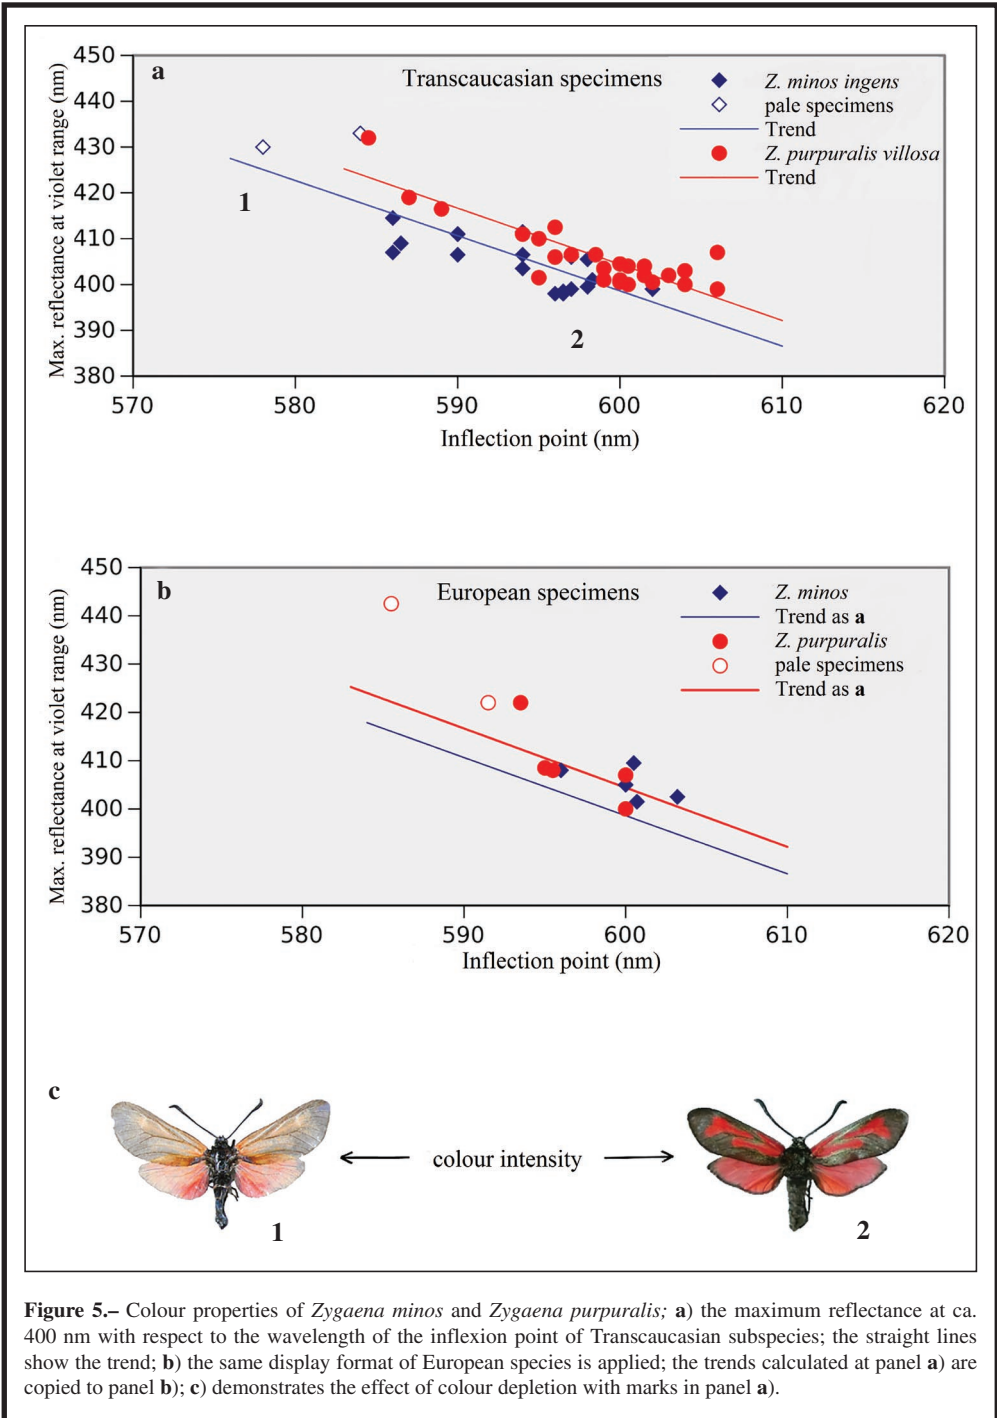 a
Transcaucasian specimens
Z. minos ingens
pale specimens
Trend
Z. purpuralis villosa
Trend
Max. reflectance at violet range (nm)
450
440
430
420
410
400
390
380
1
2
570 580 590 600 610 620
Inflection point (nm)
b
European specimens
Z. minos
Trend as a
Z. purpuralis
pale specimens
Trend as a
Max. reflectance at violet range (nm)
450
440
430
420
410
400
390
380
570 580 590 600 610 620
Inflection point (nm)
c
colour intensity
1
2
Figure 5.– Colour properties of Zygaena minos and Zygaena purpuralis; a) the maximum reflectance at ca.
400 nm with respect to the wavelength of the inflexion point of Transcaucasian subspecies; the straight lines
show the trend; b) the same display format of European species is applied; the trends calculated at panel a) are
copied to panel b); c) demonstrates the effect of colour depletion with marks in panel a).